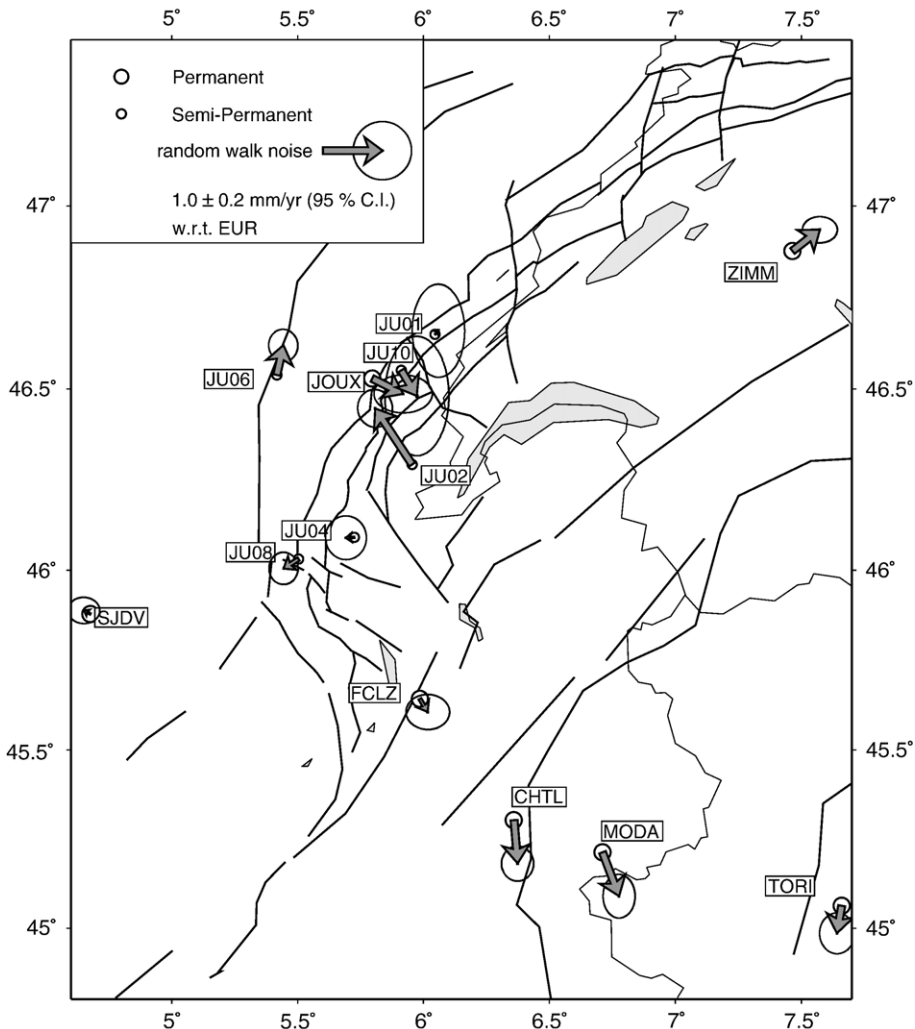 5° 5.5° 6° 6.5° 7° 7.5°
Permanent
Semi-Permanent
random walk noise
1.0 ± 0.2 mm/yr (95 % C.I.)
w.r.t. EUR
47° 47°
ZIMM
JU01
JU10
JU06
JOUX
46.5° 46.5°
JU02
JU04
JU08
46° 46°
SJDV
FCLZ
45.5° 45.5°
CHTL
MODA
TORI
45° 45°
5° 5.5° 6° 6.5° 7° 7.5°